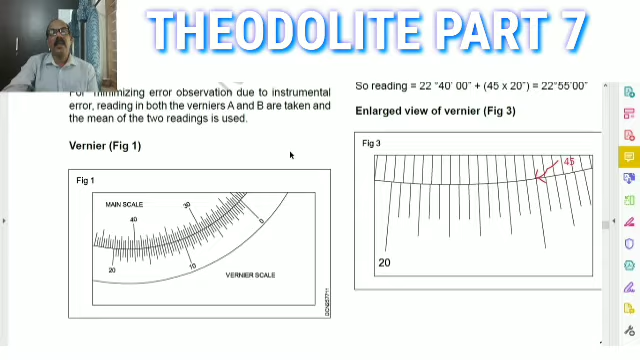 THEODOLITE PART 7
For minimizing error observation due to instrumental
error, reading in both the verniers A and B are taken and
the mean of the two readings is used.
Vernier (Fig 1)
Fig 1
MAIN SCALE
40
30
0
20
10
VERNIER SCALE
So reading = 22 °40' 00" + (45 x 20") = 22°55'00"
Enlarged view of vernier (Fig 3)
Fig 3
45
20